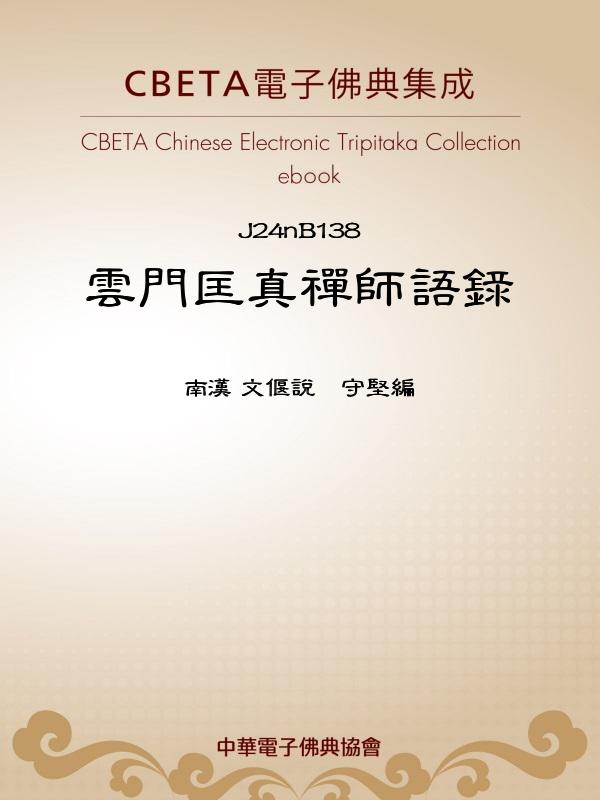 CBETA電子佛典集成
CBETA Chinese Electronic Tripitaka Collection
ebook
J24nB138
雲門匡真禪師語錄
南漢 文偃說　守堅編
中華電子佛典協會